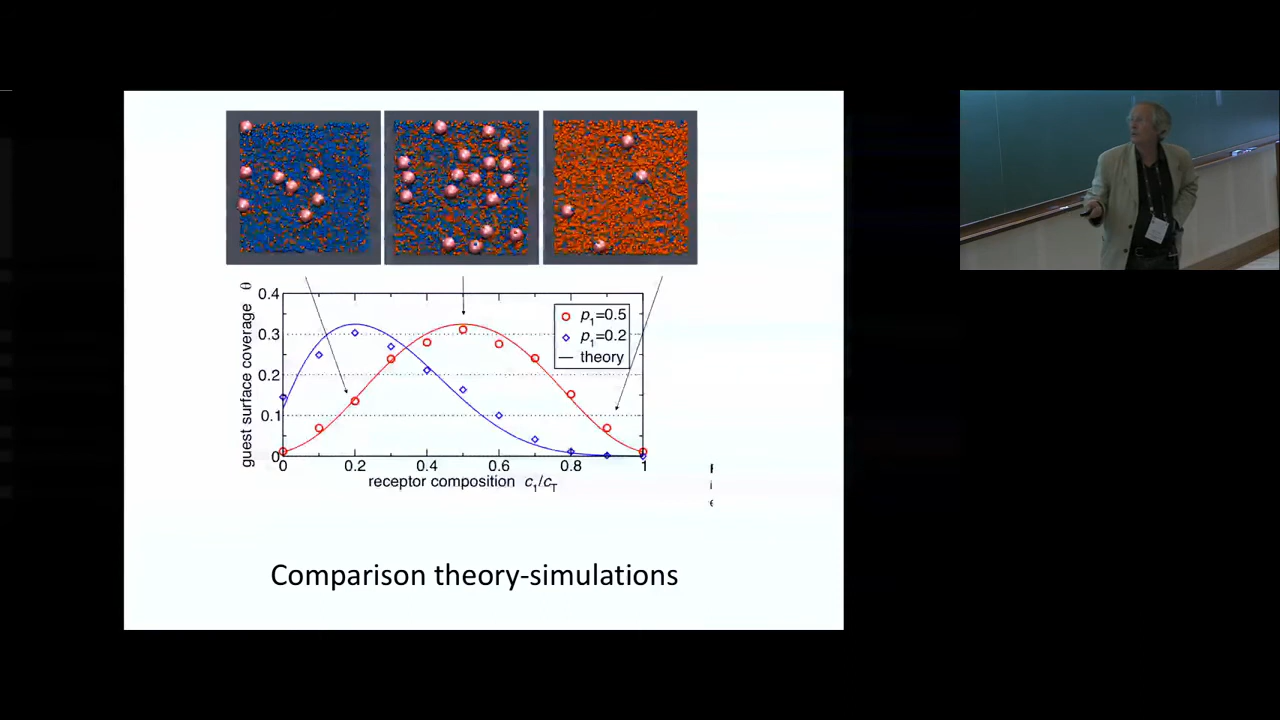 0.4
0.3
0.2
0.1
0
guest surface coverage θ
p1=0.5
p1=0.2
theory
0 0.2 0.4 0.6 0.8 1
receptor composition c1/cT
Comparison theory-simulations